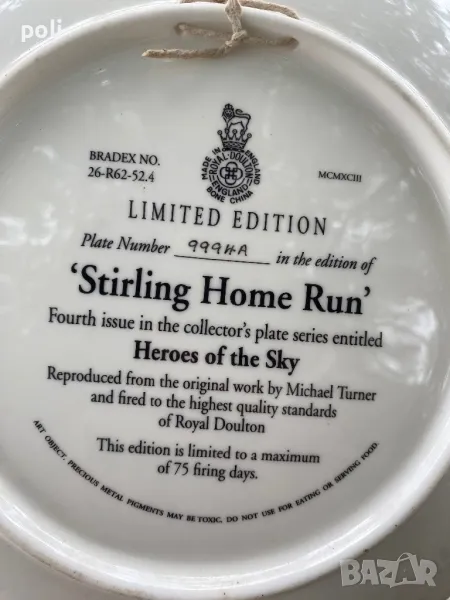 poli
MADE IN ENGLAND
ROYAL DOULTON
ENGLAND
BONE CHINA
BRADEX NO.
26-R62-52.4
MCMXCIII
LIMITED EDITION
Plate Number 9994A in the edition of
'Stirling Home Run'
Fourth issue in the collector's plate series entitled
Heroes of the Sky
Reproduced from the original work by Michael Turner
and fired to the highest quality standards
of Royal Doulton
This edition is limited to a maximum
of 75 firing days.
ART OBJECT, PRECIOUS METAL PIGMENTS MAY BE TOXIC. DO NOT USE FOR EATING OR SERVING FOOD.
BAZAR